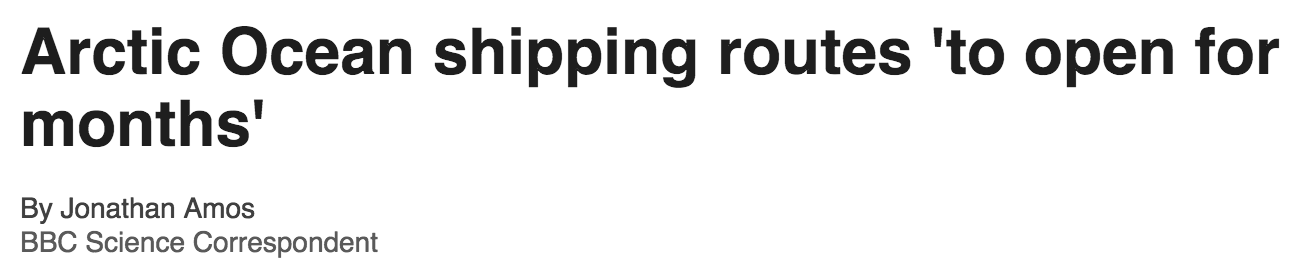 Arctic Ocean shipping routes 'to open for
months'
By Jonathan Amos
BBC Science Correspondent